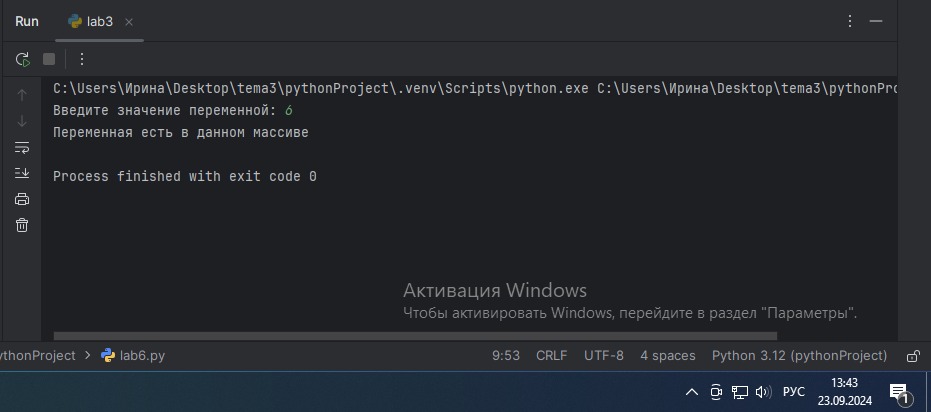 Run lab3
C:\Users\Ирина\Desktop\tema3\pythonProject\.venv\Scripts\python.exe C:\Users\Ирина\Desktop\tema3\pythonPro
Введите значение переменной: 6
Переменная есть в данном массиве
Process finished with exit code 0
Активация Windows
Чтобы активировать Windows, перейдите в раздел "Параметры".
ythonProject > lab6.py 9:53 CRLF UTF-8 4 spaces Python 3.12 (pythonProject)
РУС 13:43 1
23.09.2024